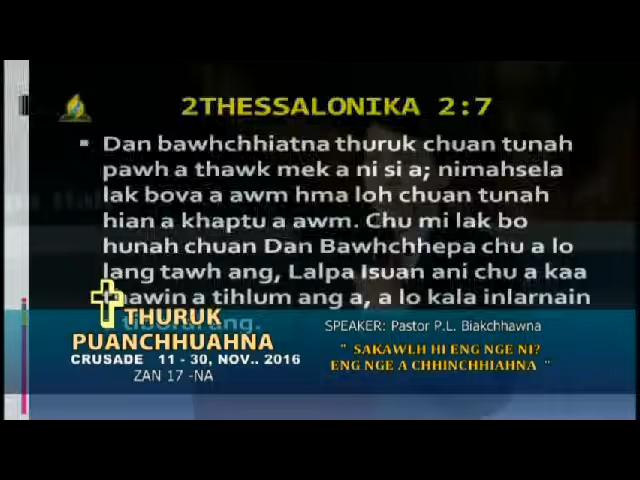 2THESSALONIKA 2:7
Dan bawhchhiatna thuruk chuan tunah
pawh a thawk mek a ni si a; nimahsela
lak bova a awm hma loh chuan tunah
hian a khaptu a awm. Chu mi lak bo
hunah chuan Dan Bawhchhepa chu a lo
lang tawh ang, Lalpa Isuan ani chu a kaa
a tihlum ang a, a lo kala inlarnain
THURUK
PUANCHHUAHNA
CRUSADE 11 - 30, NOV.. 2016
ZAN 17 -NA
SPEAKER: Pastor P.L. Biakchhawna
" SAKAWLH HI ENG NGE NI?
ENG NGE A CHHINCHHIAHNA "